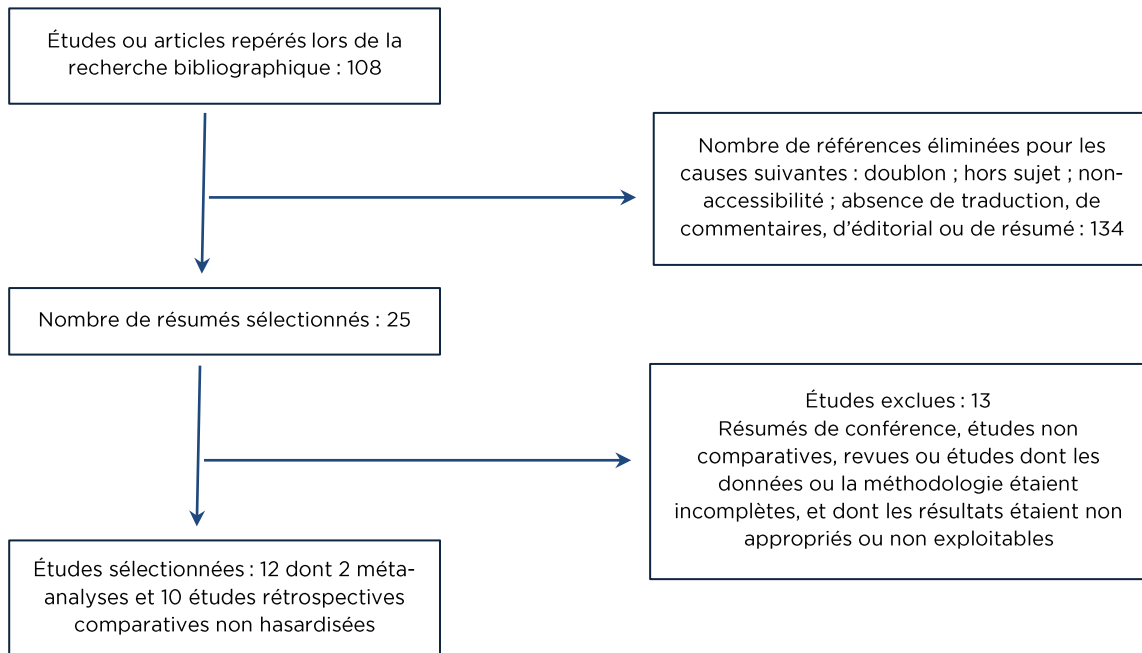 Études ou articles repérés lors de la
recherche bibliographique : 108
Nombre de références éliminées pour les
causes suivantes : doublon ; hors sujet ; non-
accessibilité ; absence de traduction, de
commentaires, d'éditorial ou de résumé : 134
Nombre de résumés sélectionnés : 25
Études exclues : 13
Résumés de conférence, études non
comparatives, revues ou études dont les
données ou la méthodologie étaient
incomplètes, et dont les résultats étaient non
appropriés ou non exploitables
Études sélectionnées : 12 dont 2 méta-
analyses et 10 études rétrospectives
comparatives non hasardisées